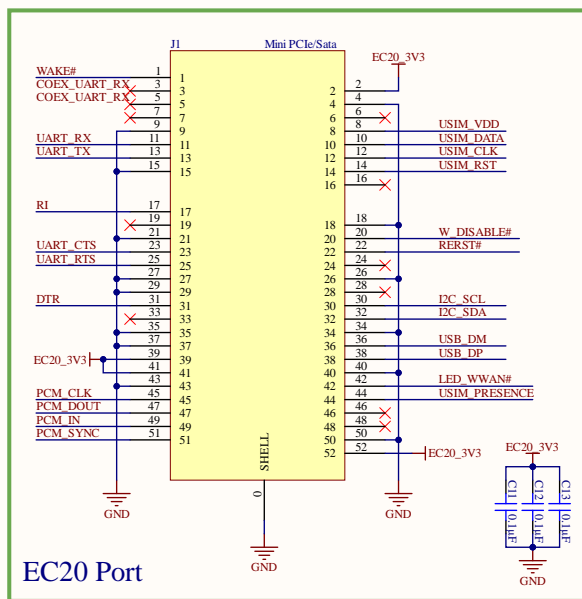 J1 Mini PCIe/Sata
EC20_3V3
WAKE# 1 1 2 2
COEX_UART_RX 3 3 4 4
COEX_UART_RX 5 5 6 6
7 7 8 8 USIM_VDD
9 9 10 10 USIM_DATA
UART_RX 11 11 12 12 USIM_CLK
UART_TX 13 13 14 14 USIM_RST
15 15 16 16
RI 17 17 18 18
19 19 20 20 W_DISABLE#
21 21 22 22 RERST#
UART_CTS 23 23 24 24
UART_RTS 25 25 26 26
27 27 28 28
29 29 30 30 I2C_SCL
DTR 31 31 32 32 I2C_SDA
33 33 34 34
35 35 36 36 USB_DM
37 37 38 38 USB_DP
EC20_3V3 39 39 40 40
41 41 42 42 LED_WWAN#
43 43 44 44 USIM_PRESENCE
PCM_CLK 45 45 46 46
PCM_DOUT 47 47 48 48
PCM_IN 49 49 50 50
PCM_SYNC 51 51 52 52 EC20_3V3
SHELL
0
GND
GND
GND
EC20_3V3
C11 0.1µF
C12 0.1µF
C13 0.1µF
GND
EC20 Port